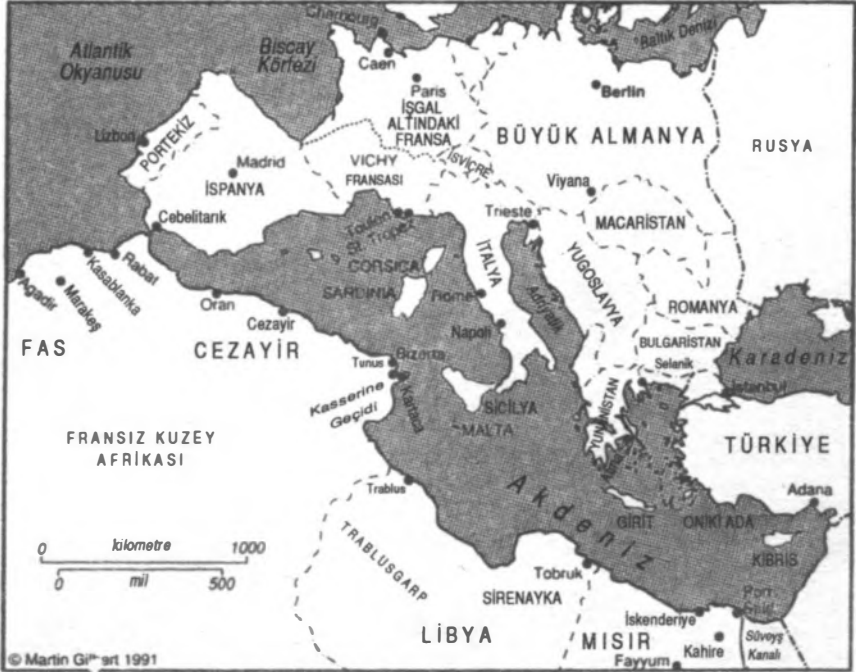 Cherbourg
Caen
Baltık Denizi
Atlantik
Okyanusu
Biscay
Körfezi
Paris
Berlin
İŞGAL
ALTINDAKİ
FRANSA
BÜYÜK ALMANYA
RUSYA
Lizbon
PORTEKİZ
Madrid
İSPANYA
VICHY
FRANSASI
İSVİÇRE
Viyana
MACARİSTAN
Cebelitarık
Toulon
St. Tropez
Trieste
YUGOSLAVYA
İTALYA
CORSICA
SARDINIA
Rome
Adriyatik
ROMANYA
Napoli
BULGARİSTAN
Selanik
Karadeniz
İstanbul
Agadir
Marakeş
Kasablanka
Rabat
Oran
Cezayir
FAS
CEZAYİR
Tunus
Bizerta
Kartaca
Kasserine
Geçidi
SİCİLYA
MALTA
YUNANİSTAN
TÜRKİYE
Adana
FRANSIZ KUZEY
AFRİKASI
Trablus
Akdeniz
GİRİT
ONİKİ ADA
KIBRIS
0 kilometre 1000
0 mil 500
TRABLUSGARP
Tobruk
SİRENAYKA
LİBYA
MISIR
İskenderiye
Port
Said
Kahire
Süveyş
Kanalı
Fayyum
© Martin Gilbert 1991